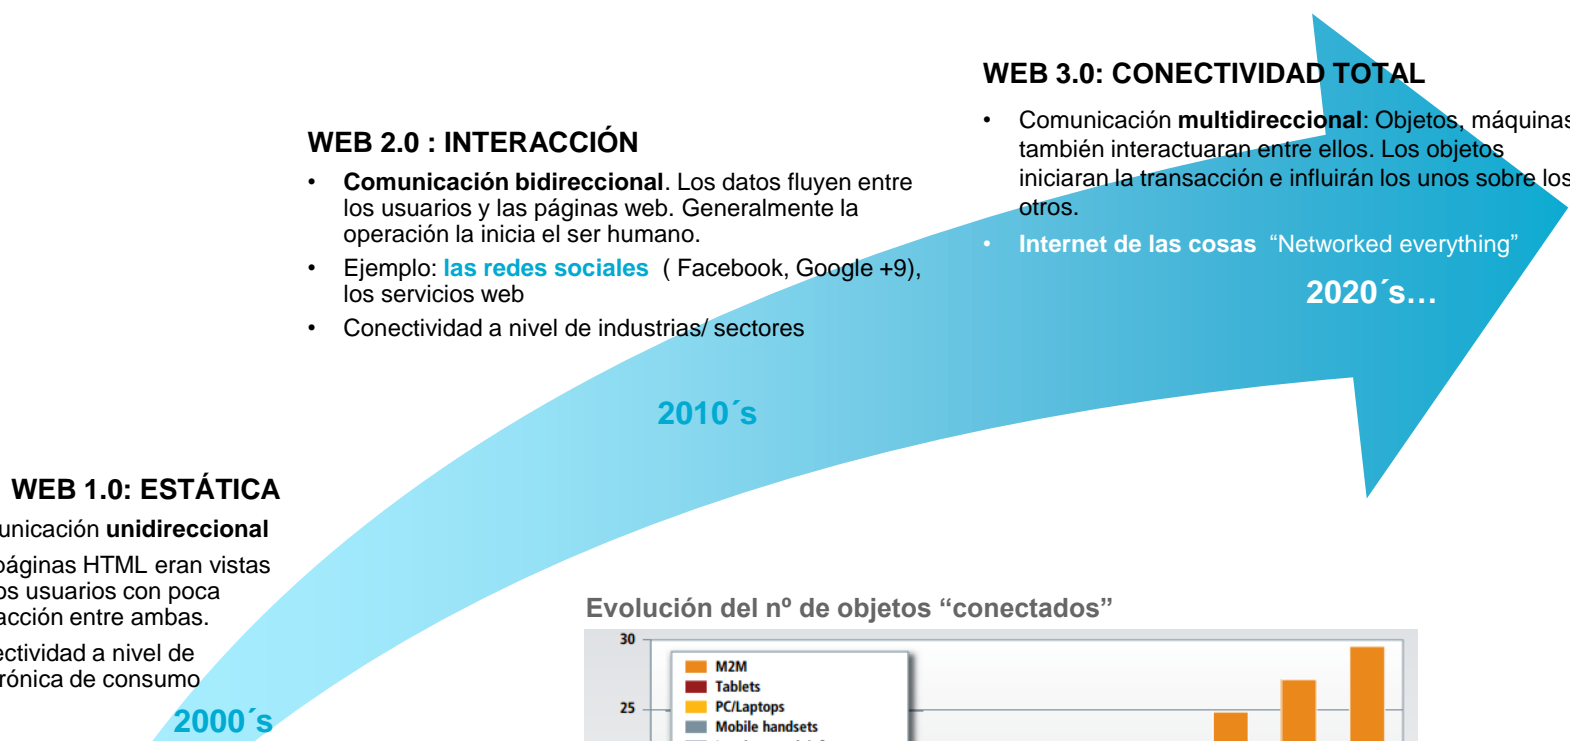 WEB 3.0: CONECTIVIDAD TOTAL
• Comunicación multidireccional: Objetos, máquinas
también interactuaran entre ellos. Los objetos
iniciaran la transacción e influirán los unos sobre los
otros.
• Internet de las cosas “Networked everything”
2020´s…
WEB 2.0 : INTERACCIÓN
• Comunicación bidireccional. Los datos fluyen entre
los usuarios y las páginas web. Generalmente la
operación la inicia el ser humano.
• Ejemplo: las redes sociales ( Facebook, Google +9),
los servicios web
• Conectividad a nivel de industrias/ sectores
2010´s
WEB 1.0: ESTÁTICA
unicación unidireccional
páginas HTML eran vistas
os usuarios con poca
acción entre ambas.
ectividad a nivel de
rónica de consumo
2000´s
Evolución del nº de objetos “conectados”
30
25
M2M
Tablets
PC/Laptops
Mobile handsets